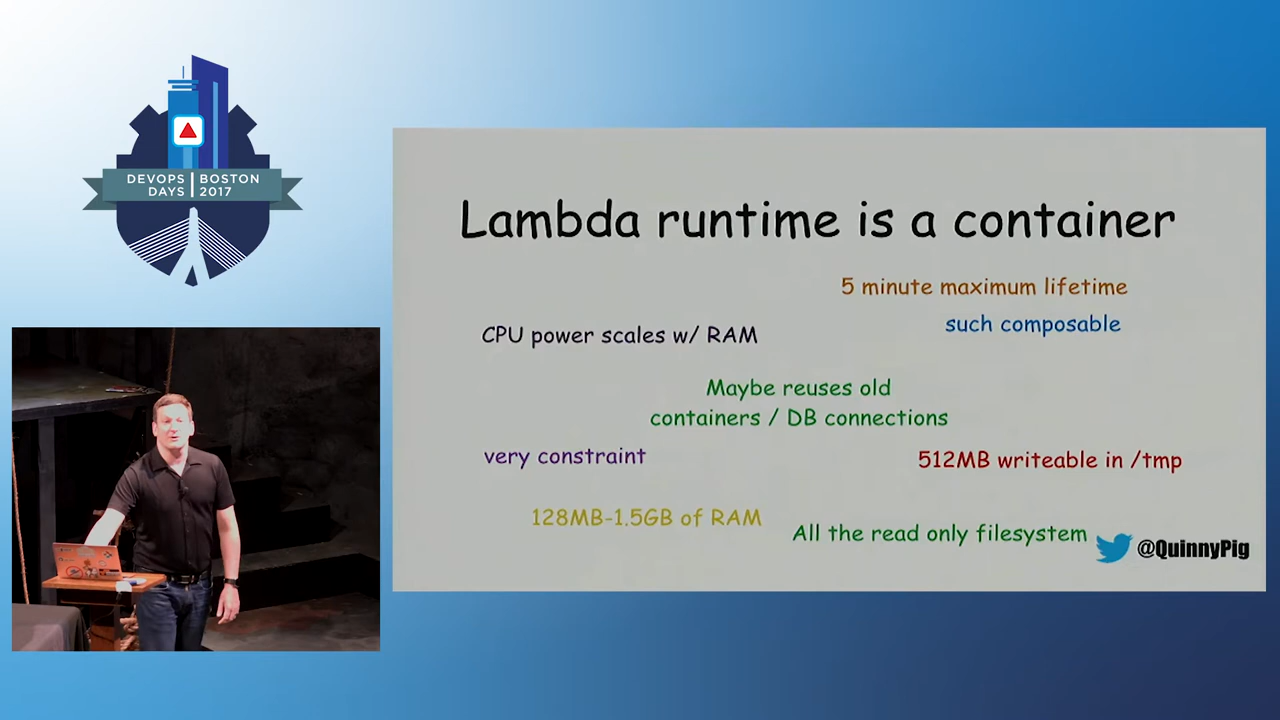 DEVOPS BOSTON
DAYS 2017
Lambda runtime is a container
5 minute maximum lifetime
such composable
CPU power scales w/ RAM
Maybe reuses old
containers / DB connections
very constraint
512MB writeable in /tmp
128MB-1.5GB of RAM
All the read only filesystem
@QuinnyPig